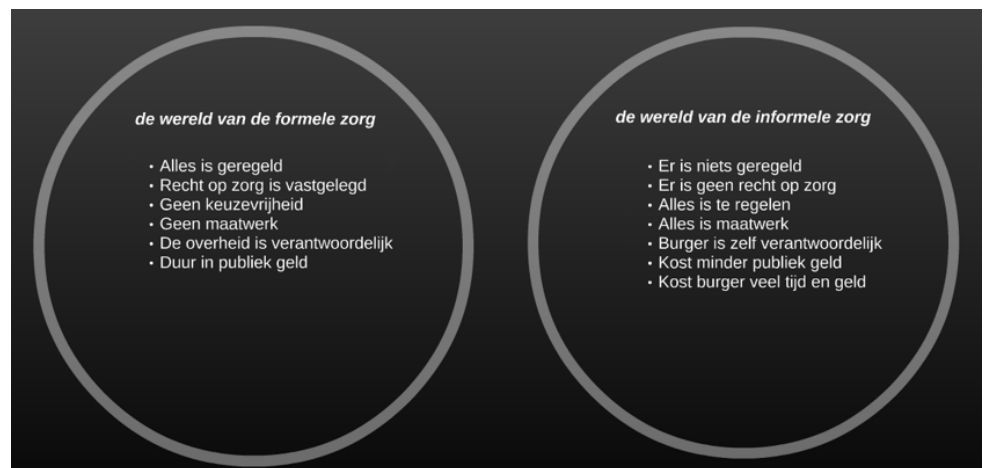 de wereld van de formele zorg
• Alles is geregeld
• Recht op zorg is vastgelegd
• Geen keuzevrijheid
• Geen maatwerk
• De overheid is verantwoordelijk
• Duur in publiek geld
de wereld van de informele zorg
• Er is niets geregeld
• Er is geen recht op zorg
• Alles is te regelen
• Alles is maatwerk
• Burger is zelf verantwoordelijk
• Kost minder publiek geld
• Kost burger veel tijd en geld